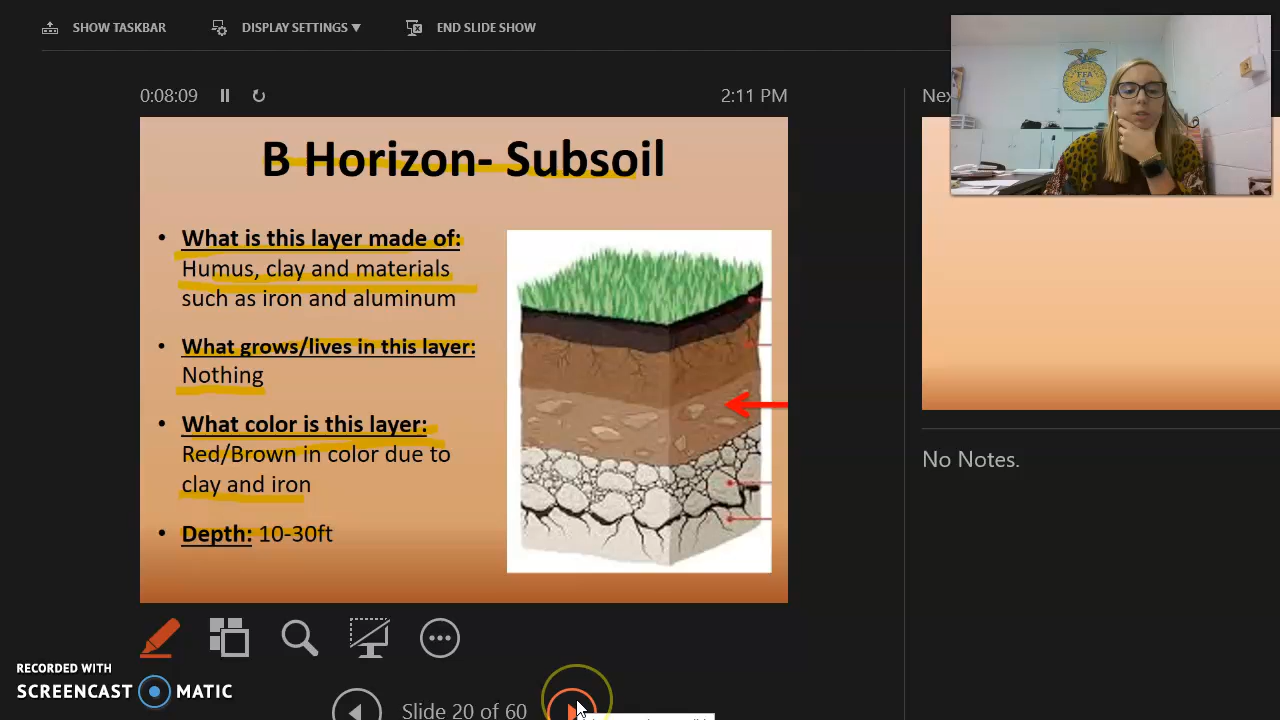 SHOW TASKBAR
DISPLAY SETTINGS ▼
END SLIDE SHOW
0:08:09
2:11 PM
B Horizon- Subsoil
• What is this layer made of:
Humus, clay and materials
such as iron and aluminum
• What grows/lives in this layer:
Nothing
• What color is this layer:
Red/Brown in color due to
clay and iron
• Depth: 10-30ft
FFA
No Notes.
RECORDED WITH
SCREENCAST MATIC
Slide 20 of 60